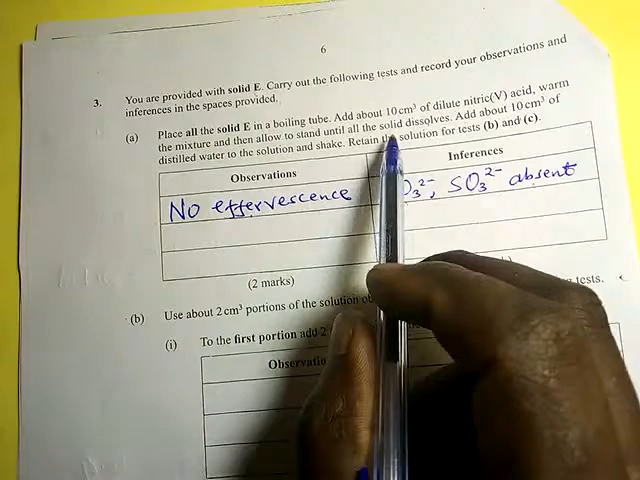 6
3. You are provided with solid E. Carry out the following tests and record your observations and
inferences in the spaces provided.
(a) Place all the solid E in a boiling tube. Add about 10 cm³ of dilute nitric(V) acid, warm
the mixture and then allow to stand until all the solid dissolves. Add about 10 cm³ of
distilled water to the solution and shake. Retain the solution for tests (b) and (c).
Observations
Inferences
No effervescence
O₃²⁻, SO₃²⁻ absent
(2 marks)
(b) Use about 2 cm³ portions of the solution
tests.
(i) To the first portion add 2